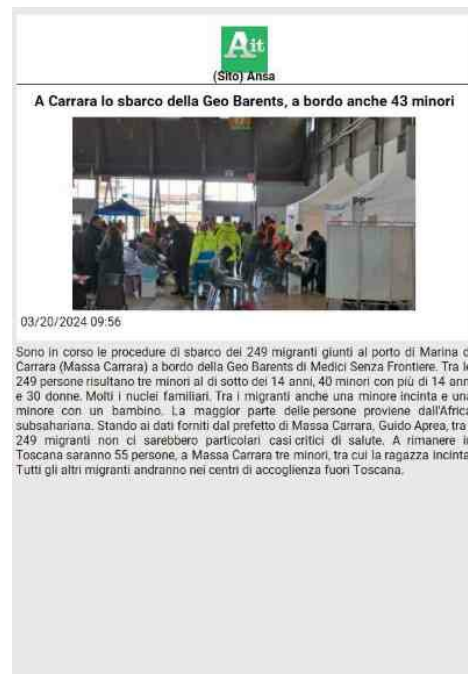 Ait
(Sito) Ansa
A Carrara lo sbarco della Geo Barents, a bordo anche 43 minori
03/20/2024 09:56
Sono in corso le procedure di sbarco dei 249 migranti giunti al porto di Marina d
Carrara (Massa Carrara) a bordo della Geo Barents di Medici Senza Frontiere. Tra le
249 persone risultano tre minori al di sotto dei 14 anni, 40 minori con più di 14 ann
e 30 donne. Molti i nuclei familiari. Tra i migranti anche una minore incinta e una
minore con un bambino. La maggior parte delle persone proviene dall'Africa
subsahariana. Stando ai dati forniti dal prefetto di Massa Carrara, Guido Aprea, tra
249 migranti non ci sarebbero particolari casi critici di salute. A rimanere in
Toscana saranno 55 persone, a Massa Carrara tre minori, tra cui la ragazza incinta.
Tutti gli altri migranti andranno nei centri di accoglienza fuori Toscana.